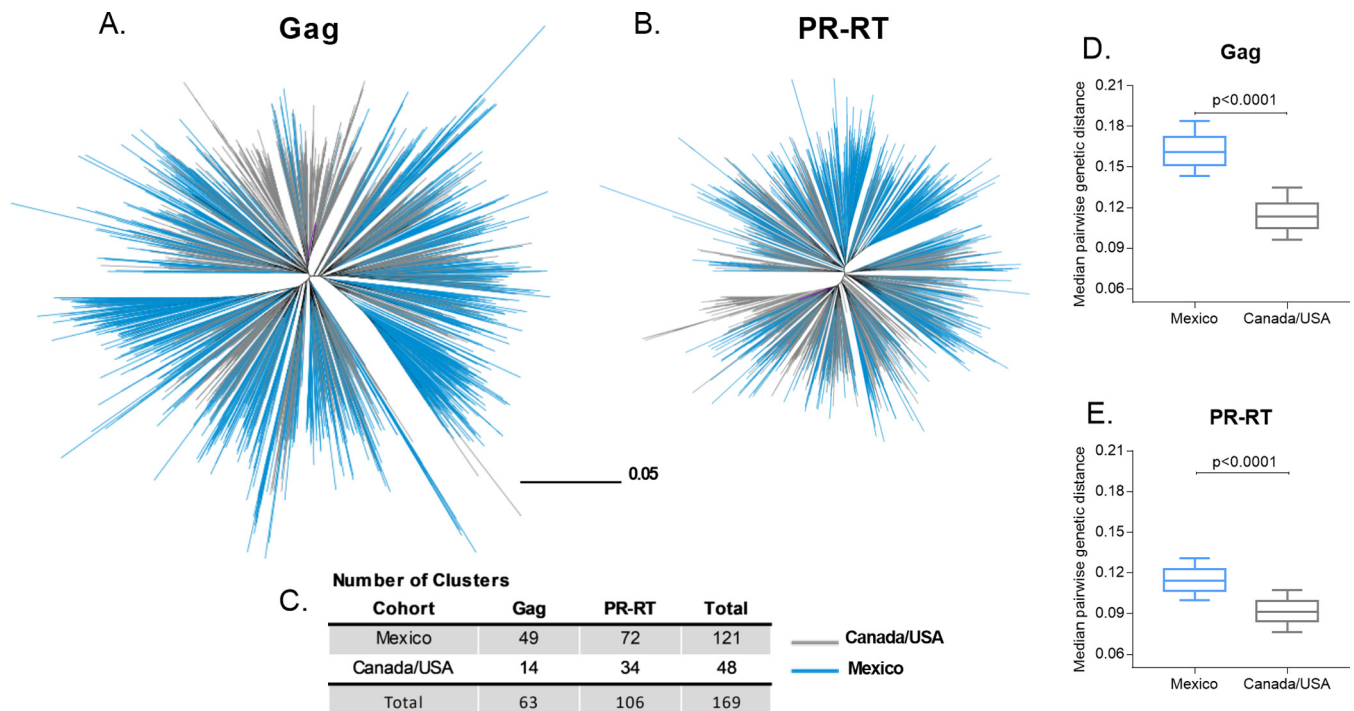 A.
Gag
B.
PR-RT
0.05
C.
Number of Clusters
Cohort Gag PR-RT Total
Mexico 49 72 121
Canada/USA 14 34 48
Total 63 106 169
Canada/USA
Mexico
D.
Gag
Median pairwise genetic distance
0.21
0.18
0.15
0.12
0.09
0.06
p<0.0001
Mexico Canada/USA
E.
PR-RT
Median pairwise genetic distance
0.21
0.18
0.15
0.12
0.09
0.06
p<0.0001
Mexico Canada/USA